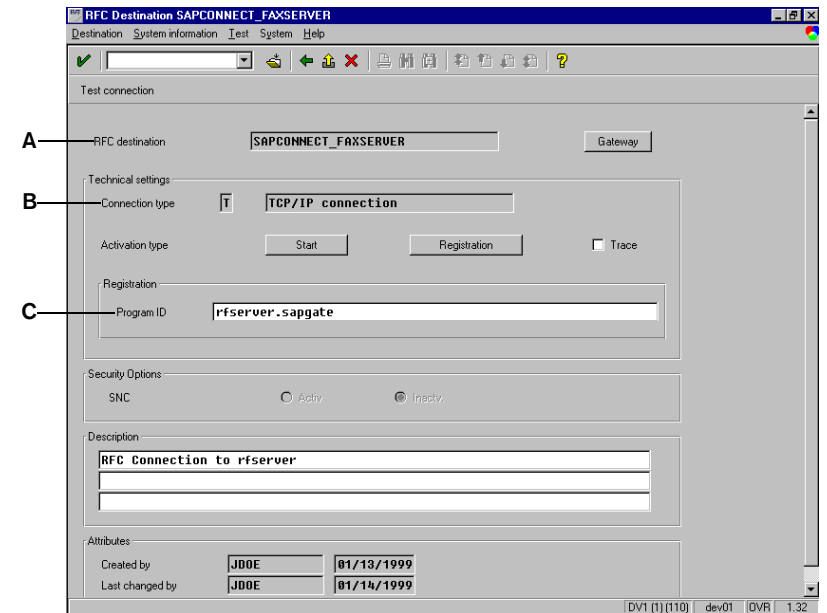 RFC Destination SAPCONNECT_FAXSERVER
Destination System information Test System Help
Test connection
A RFC destination SAPCONNECT_FAXSERVER Gateway
Technical settings
B Connection type T TCP/IP connection
Activation type Start Registration Trace
Registration
C Program ID rfserver.sapgate
Security Options
SNC Activ. Inactv.
Description
RFC Connection to rfserver
Attributes
Created by JDOE 01/13/1999
Last changed by JDOE 01/14/1999
DV1 (1) (110) dev01 OVR 1.32